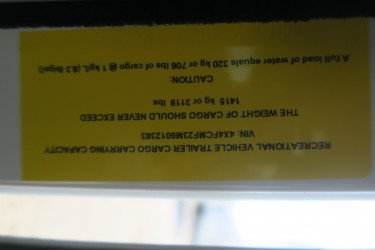 RECREATIONAL VEHICLE TRAILER CARGO CARRYING CAPACITY
VIN: 4X4FCMF23M6012383
THE WEIGHT OF CARGO SHOULD NEVER EXCEED
1415 kg or 3119 lbs
CAUTION:
A full load of water equals 320 kg or 706 lbs of cargo @ 1 kg/L (8.3 lb/gal)